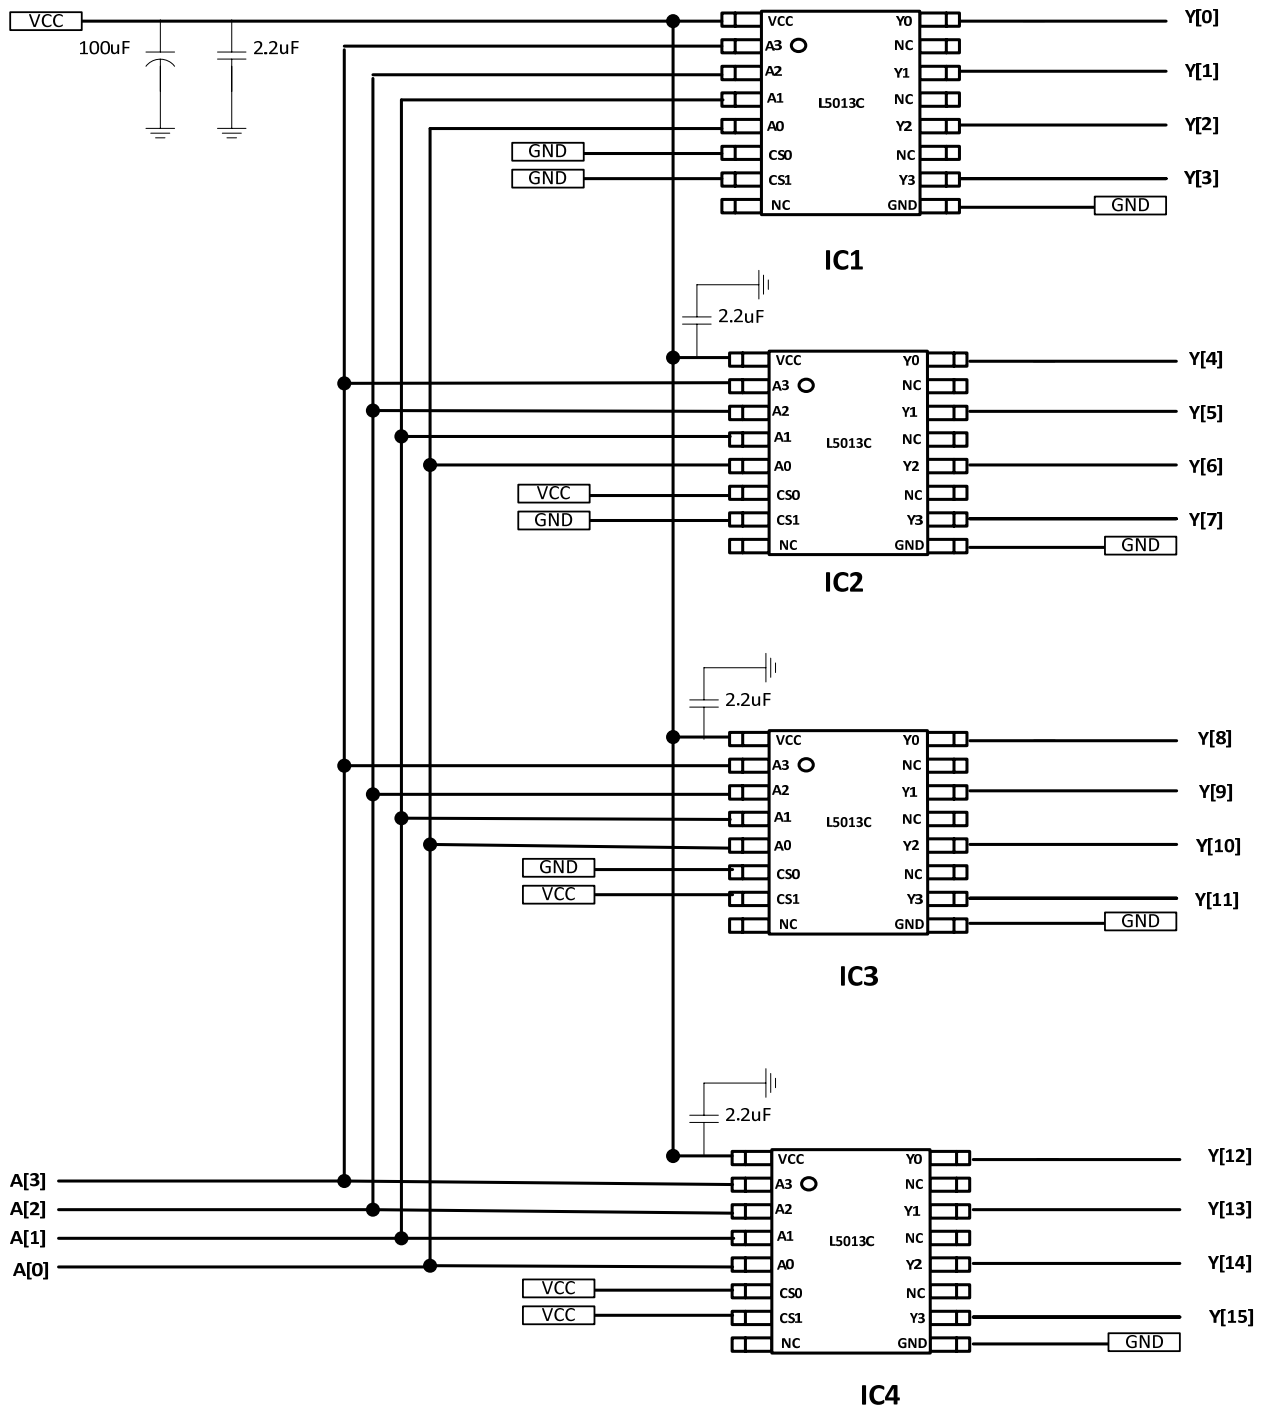 VCC
100uF
2.2uF
VCC Y0 Y[0]
A3 NC
A2 Y1 Y[1]
A1 NC
L5013C
A0 Y2 Y[2]
GND CS0 NC
GND CS1 Y3 Y[3]
NC GND GND
IC1
2.2uF
VCC Y0 Y[4]
A3 NC
A2 Y1 Y[5]
A1 NC
L5013C
A0 Y2 Y[6]
VCC CS0 NC
GND CS1 Y3 Y[7]
NC GND GND
IC2
2.2uF
VCC Y0 Y[8]
A3 NC
A2 Y1 Y[9]
A1 NC
L5013C
A0 Y2 Y[10]
GND CS0 NC
VCC CS1 Y3 Y[11]
NC GND GND
IC3
2.2uF
VCC Y0 Y[12]
A[3] A3 NC
A[2] A2 Y1 Y[13]
A[1] A1 NC
L5013C
A[0] A0 Y2 Y[14]
VCC CS0 NC
VCC CS1 Y3 Y[15]
NC GND GND
IC4